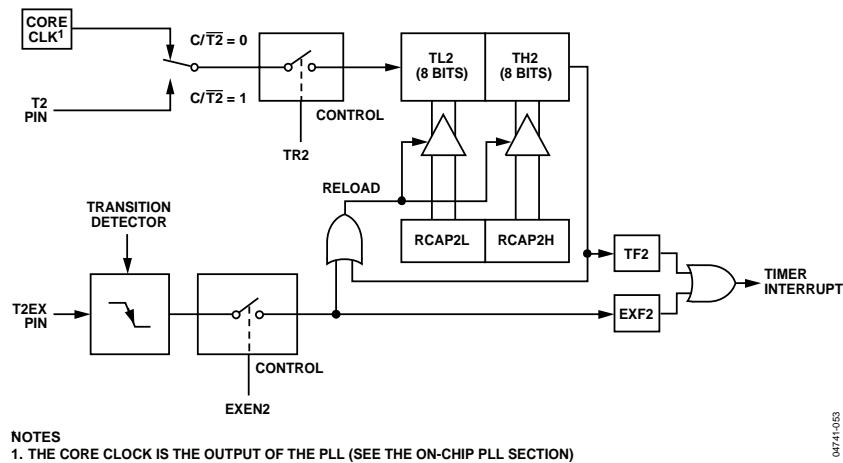 CORE
CLK1
C/T2 = 0
C/T2 = 1
T2
PIN
CONTROL
TR2
TL2
(8 BITS)
TH2
(8 BITS)
RELOAD
TRANSITION
DETECTOR
RCAP2L
RCAP2H
TF2
TIMER
INTERRUPT
T2EX
PIN
EXF2
CONTROL
EXEN2
NOTES
1. THE CORE CLOCK IS THE OUTPUT OF THE PLL (SEE THE ON-CHIP PLL SECTION)
04741-053